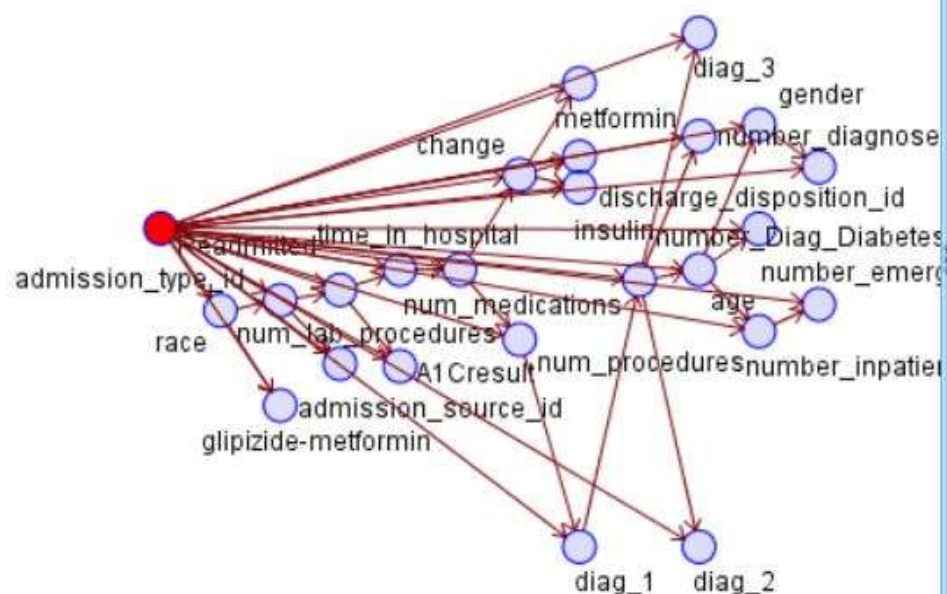 diag_3
gender
metformin
number_diagnose
change
discharge_disposition_id
readmitted
time_in_hospital
insulin
number_Diag_Diabetes
admission_type_id
number_emerg
num_medications
age
race
num_lab_procedures
num_procedures
number_inpatien
A1Cresult
admission_source_id
glipizide-metformin
diag_1
diag_2